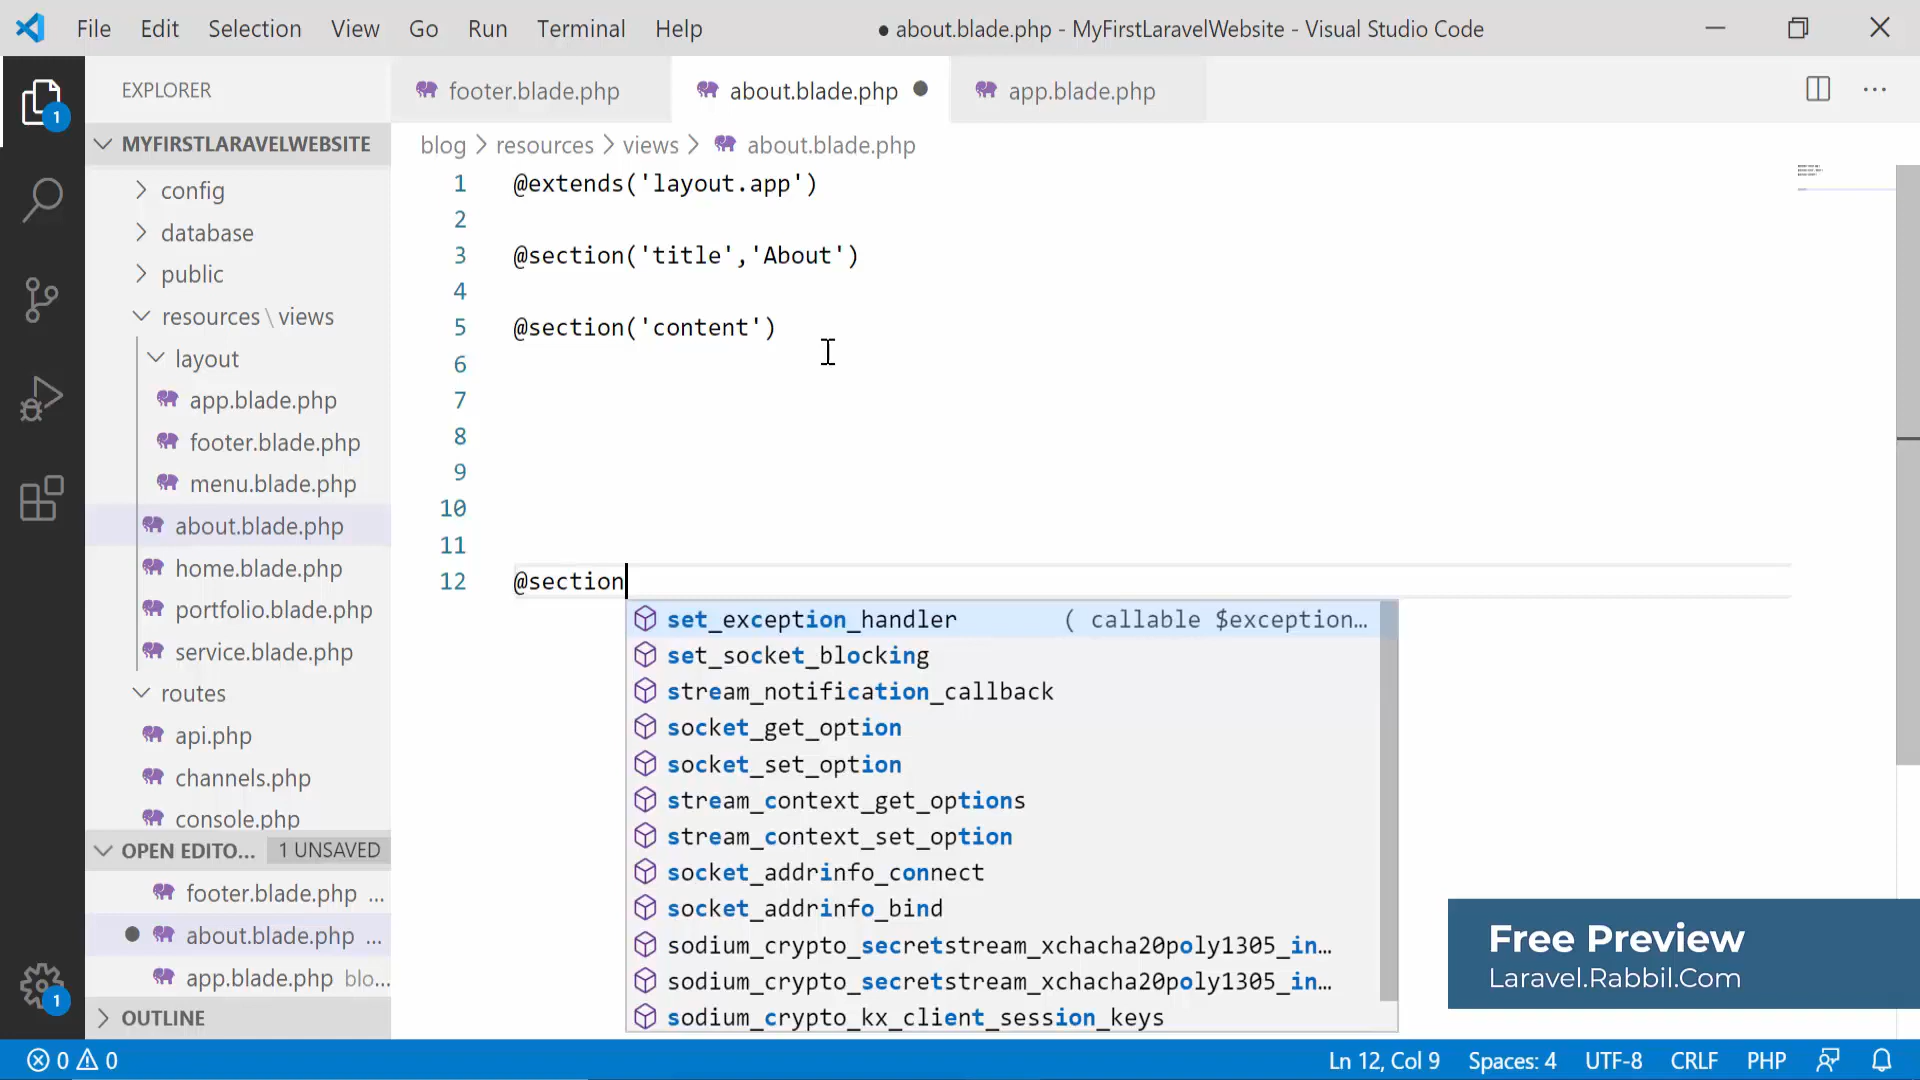 File Edit Selection View Go Run Terminal Help ● about.blade.php - MyFirstLaravelWebsite - Visual Studio Code
EXPLORER
footer.blade.php about.blade.php app.blade.php
1
MYFIRSTLARAVELWEBSITE
config
database
public
resources \ views
layout
app.blade.php
footer.blade.php
menu.blade.php
about.blade.php
home.blade.php
portfolio.blade.php
service.blade.php
routes
api.php
channels.php
console.php
OPEN EDITO... 1 UNSAVED
footer.blade.php ...
about.blade.php ...
app.blade.php blo...
OUTLINE
1
blog > resources > views > about.blade.php
1 @extends('layout.app')
2
3 @section('title','About')
4
5 @section('content')
6
7
8
9
10
11
12 @section
set_exception_handler ( callable $exception…
set_socket_blocking
stream_notification_callback
socket_get_option
socket_set_option
stream_context_get_options
stream_context_set_option
socket_addrinfo_connect
socket_addrinfo_bind
sodium_crypto_secretstream_xchacha20poly1305_in…
sodium_crypto_secretstream_xchacha20poly1305_in…
sodium_crypto_kx_client_session_keys
Free Preview
Laravel.Rabbil.Com
0 0 Ln 12, Col 9 Spaces: 4 UTF-8 CRLF PHP